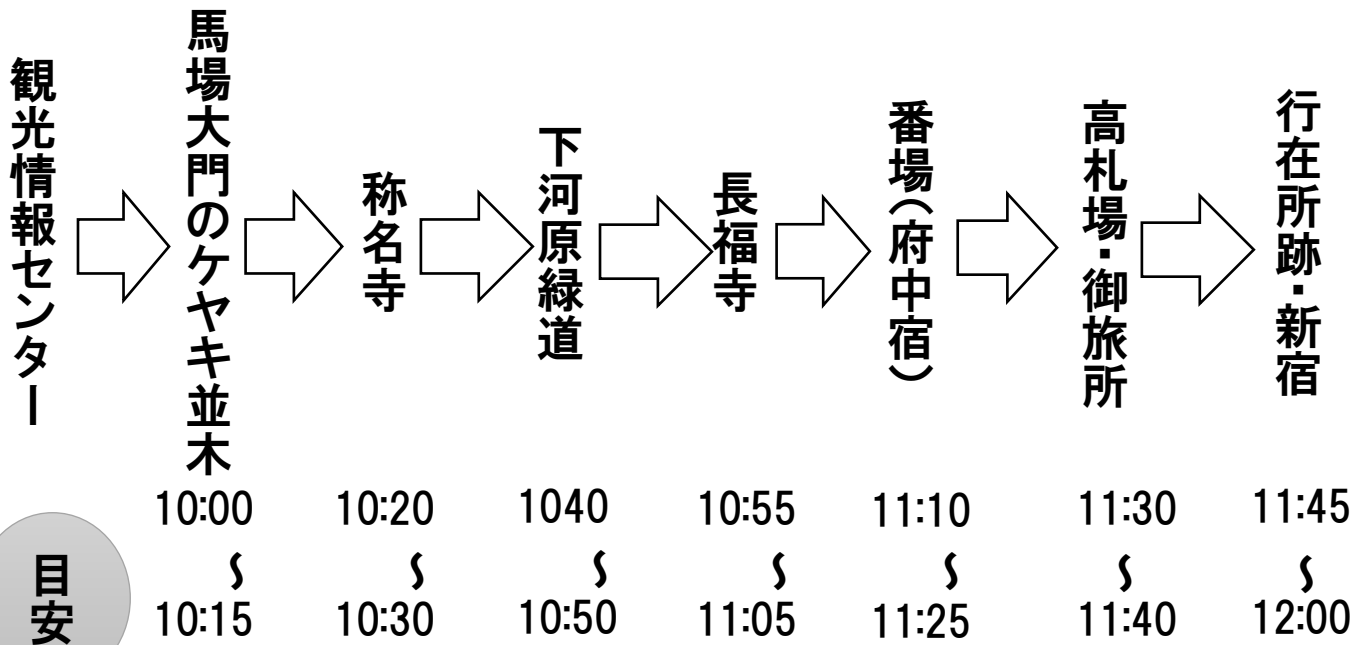 観光情報センター
馬場大門のケヤキ並木
称名寺
下河原緑道
長福寺
番場(府中宿)
高札場・御旅所
行在所跡・新宿
目安
10:00
～
10:15
10:20
～
10:30
1040
～
10:50
10:55
～
11:05
11:10
～
11:25
11:30
～
11:40
11:45
～
12:00